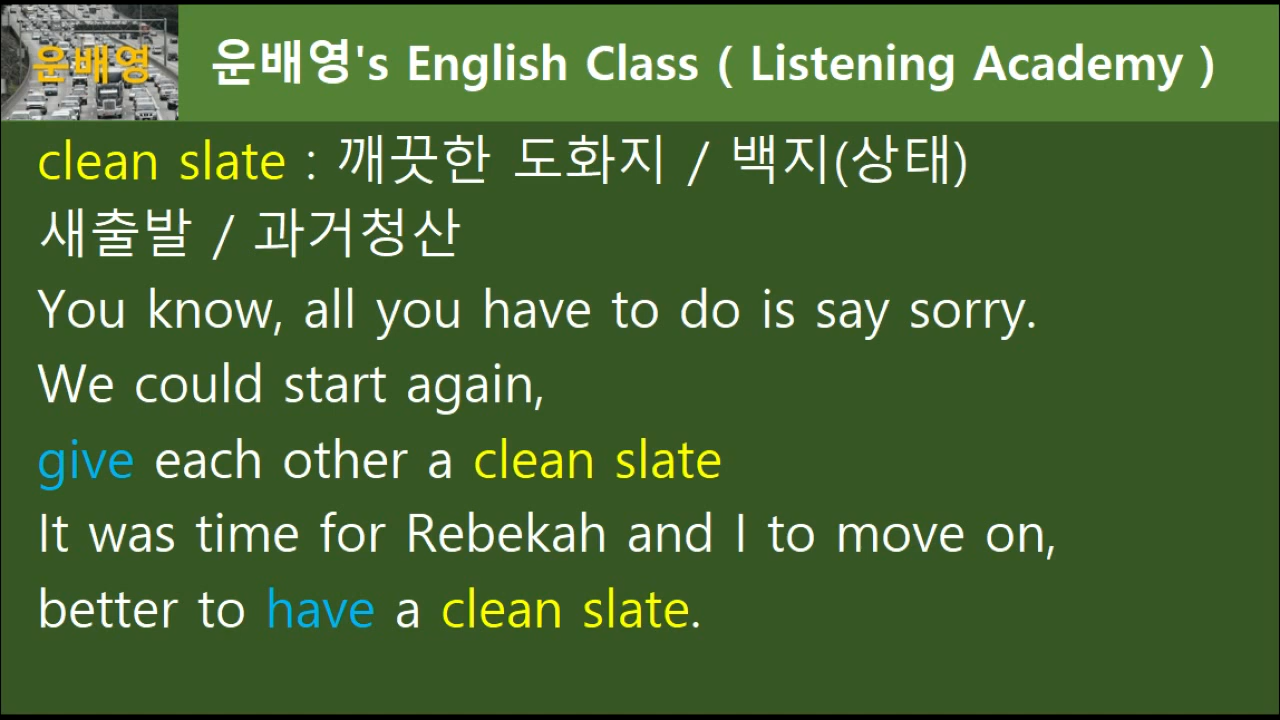 운배영
운배영's English Class ( Listening Academy )
clean slate : 깨끗한 도화지 / 백지(상태)
새출발 / 과거청산
You know, all you have to do is say sorry.
We could start again,
give each other a clean slate
It was time for Rebekah and I to move on,
better to have a clean slate.